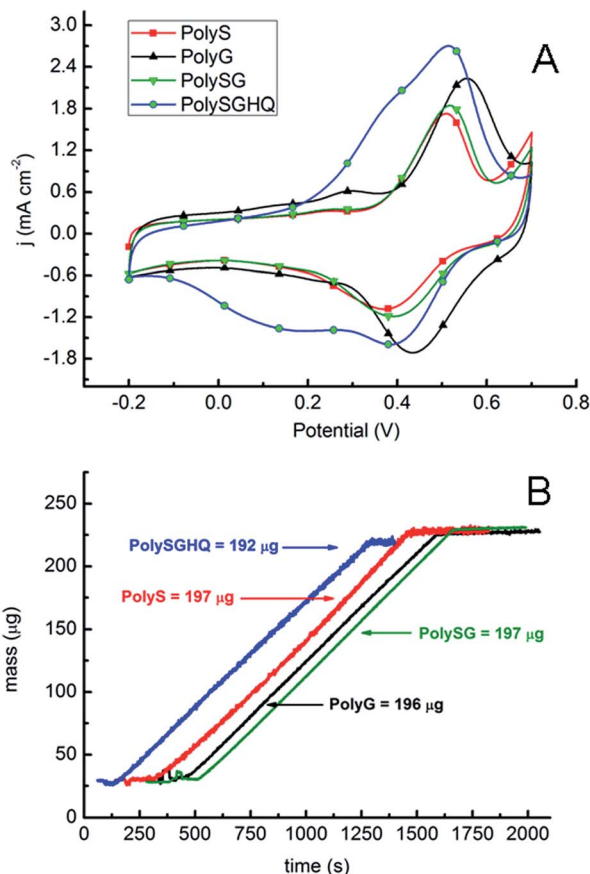 PolyS
PolyG
PolySG
PolySGHQ
A
3.0
2.4
1.8
1.2
0.6
0.0
-0.6
-1.2
-1.8
j (mA cm⁻²)
-0.2 0.0 0.2 0.4 0.6 0.8
Potential (V)
B
250
200
150
100
50
0
mass (µg)
PolySGHQ = 192 µg
PolyS = 197 µg
PolySG = 197 µg
PolyG = 196 µg
0 250 500 750 1000 1250 1500 1750 2000
time (s)